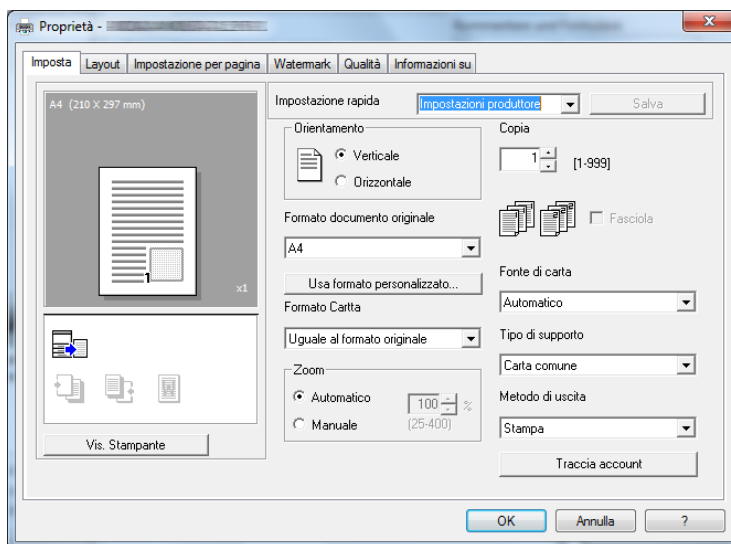 Proprietà -
Imposta Layout Impostazione per pagina Watermark Qualità Informazioni su
A4 (210 X 297 mm)
1
x1
Vis. Stampante
Impostazione rapida Impostazioni produttore Salva
Orientamento
Verticale
Orizzontale
Formato documento originale
A4
Usa formato personalizzato...
Formato Cartta
Uguale al formato originale
Zoom
Automatico 100 %
Manuale (25-400)
Copia
1 [1-999]
Fasciola
Fonte di carta
Automatico
Tipo di supporto
Carta comune
Metodo di uscita
Stampa
Traccia account
OK Annulla ?